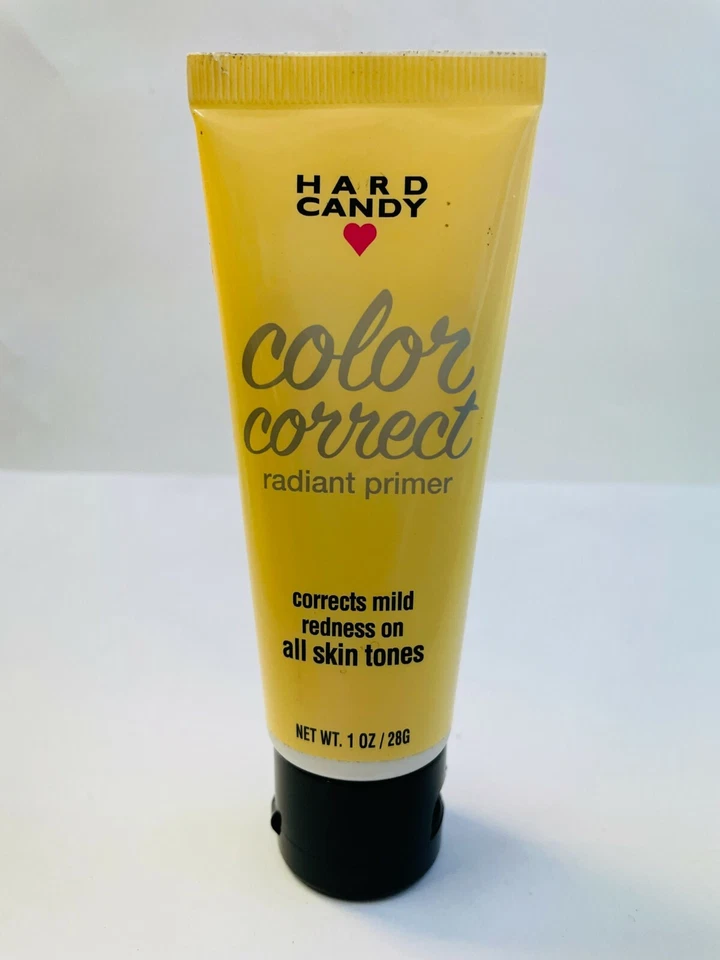 HARD
CANDY
color
correct
radiant primer
corrects mild
redness on
all skin tones
NET WT. 1 OZ / 28G